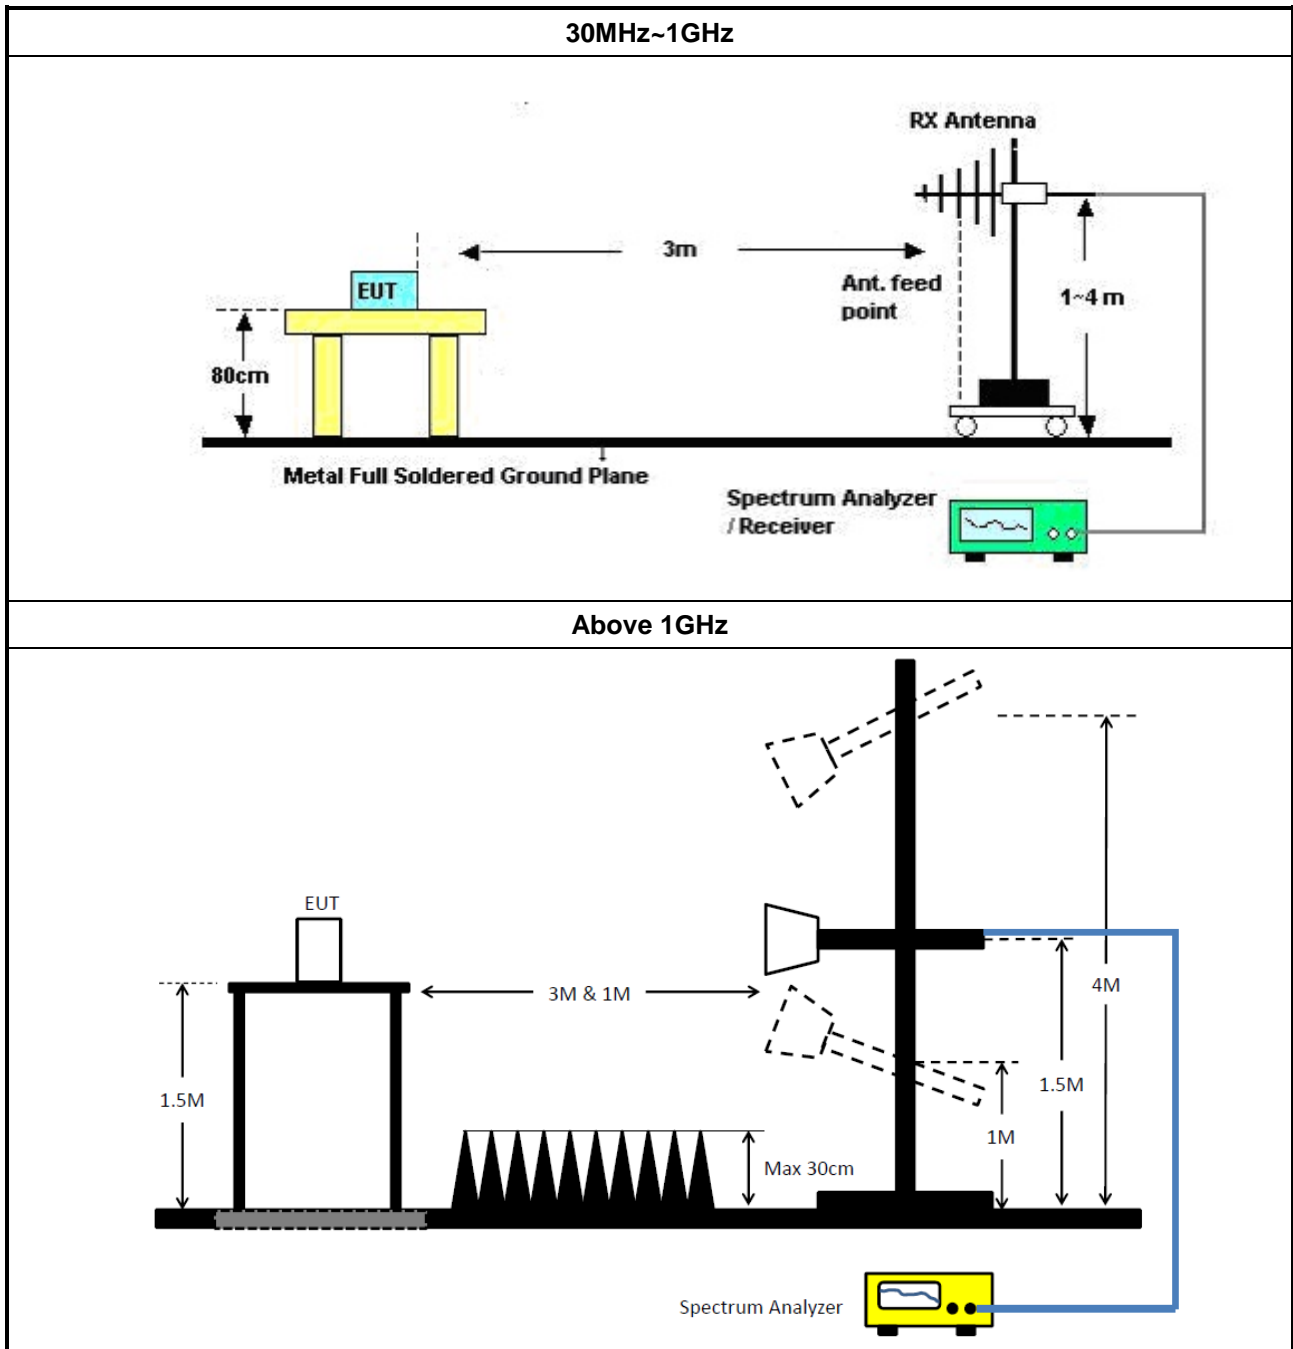 30MHz~1GHz
RX Antenna
3m
EUT
Ant. feed
point
1~4 m
80cm
Metal Full Soldered Ground Plane
Spectrum Analyzer
/ Receiver
Above 1GHz
EUT
3M & 1M
4M
1.5M
1.5M
1M
Max 30cm
Spectrum Analyzer